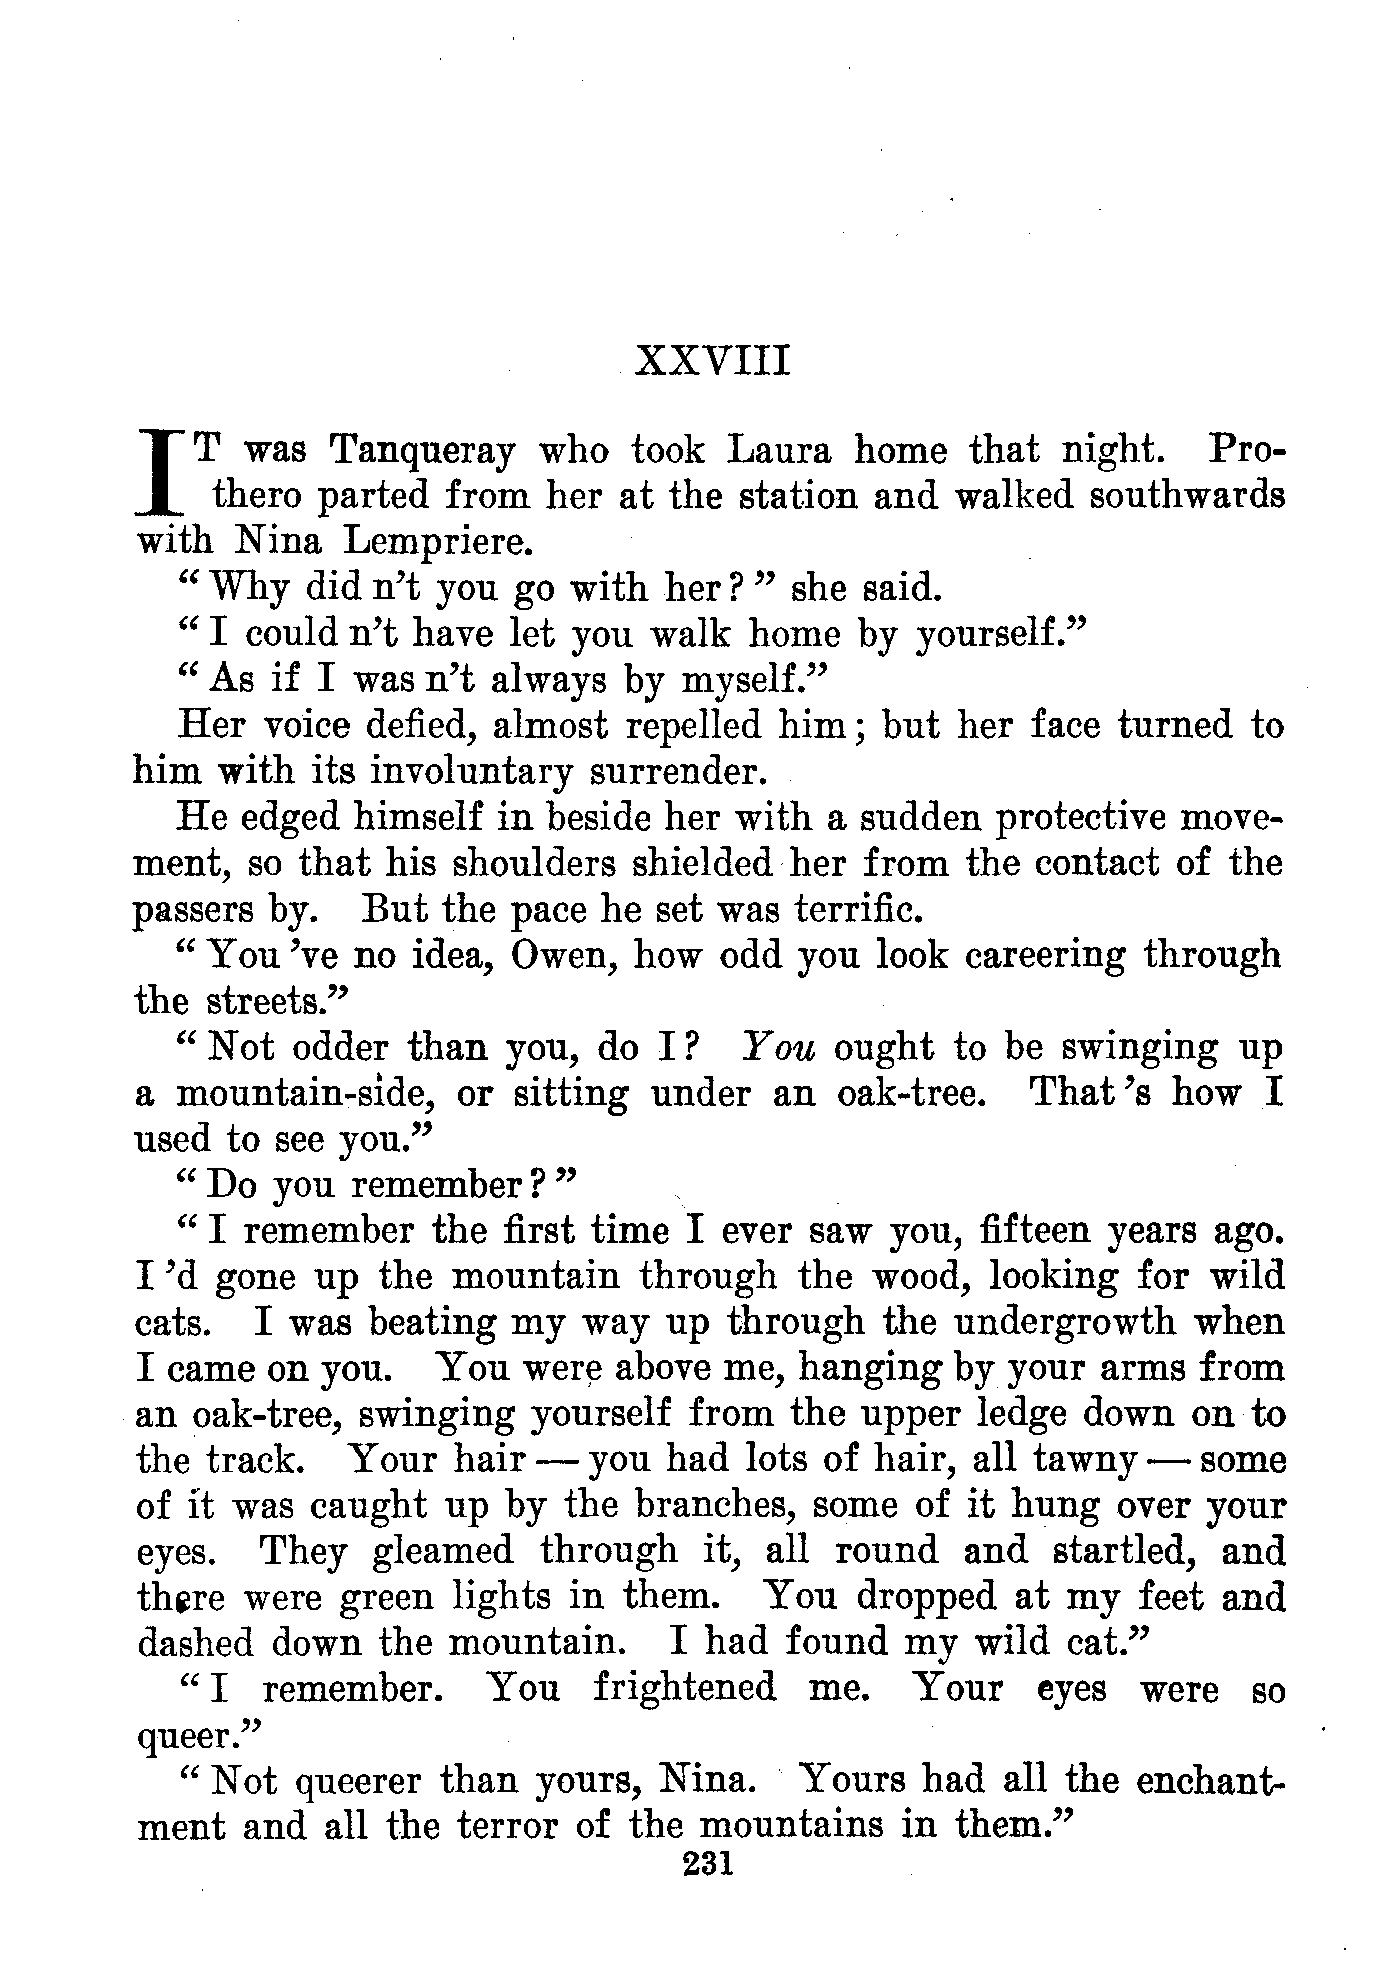 XXVIII
IT was Tanqueray who took Laura home that night. Pro-
thero parted from her at the station and walked southwards
with Nina Lempriere.
“Why did n’t you go with her?” she said.
“I could n’t have let you walk home by yourself.”
“As if I was n’t always by myself.”
Her voice defied, almost repelled him; but her face turned to
him with its involuntary surrender.
He edged himself in beside her with a sudden protective move-
ment, so that his shoulders shielded her from the contact of the
passers by. But the pace he set was terrific.
“You ’ve no idea, Owen, how odd you look careering through
the streets.”
“Not odder than you, do I? You ought to be swinging up
a mountain-side, or sitting under an oak-tree. That ’s how I
used to see you.”
“Do you remember?”
“I remember the first time I ever saw you, fifteen years ago.
I ’d gone up the mountain through the wood, looking for wild
cats. I was beating my way up through the undergrowth when
I came on you. You were above me, hanging by your arms from
an oak-tree, swinging yourself from the upper ledge down on to
the track. Your hair — you had lots of hair, all tawny — some
of it was caught up by the branches, some of it hung over your
eyes. They gleamed through it, all round and startled, and
there were green lights in them. You dropped at my feet and
dashed down the mountain. I had found my wild cat.”
“I remember. You frightened me. Your eyes were so
queer.”
“Not queerer than yours, Nina. Yours had all the enchant-
ment and all the terror of the mountains in them.”
231